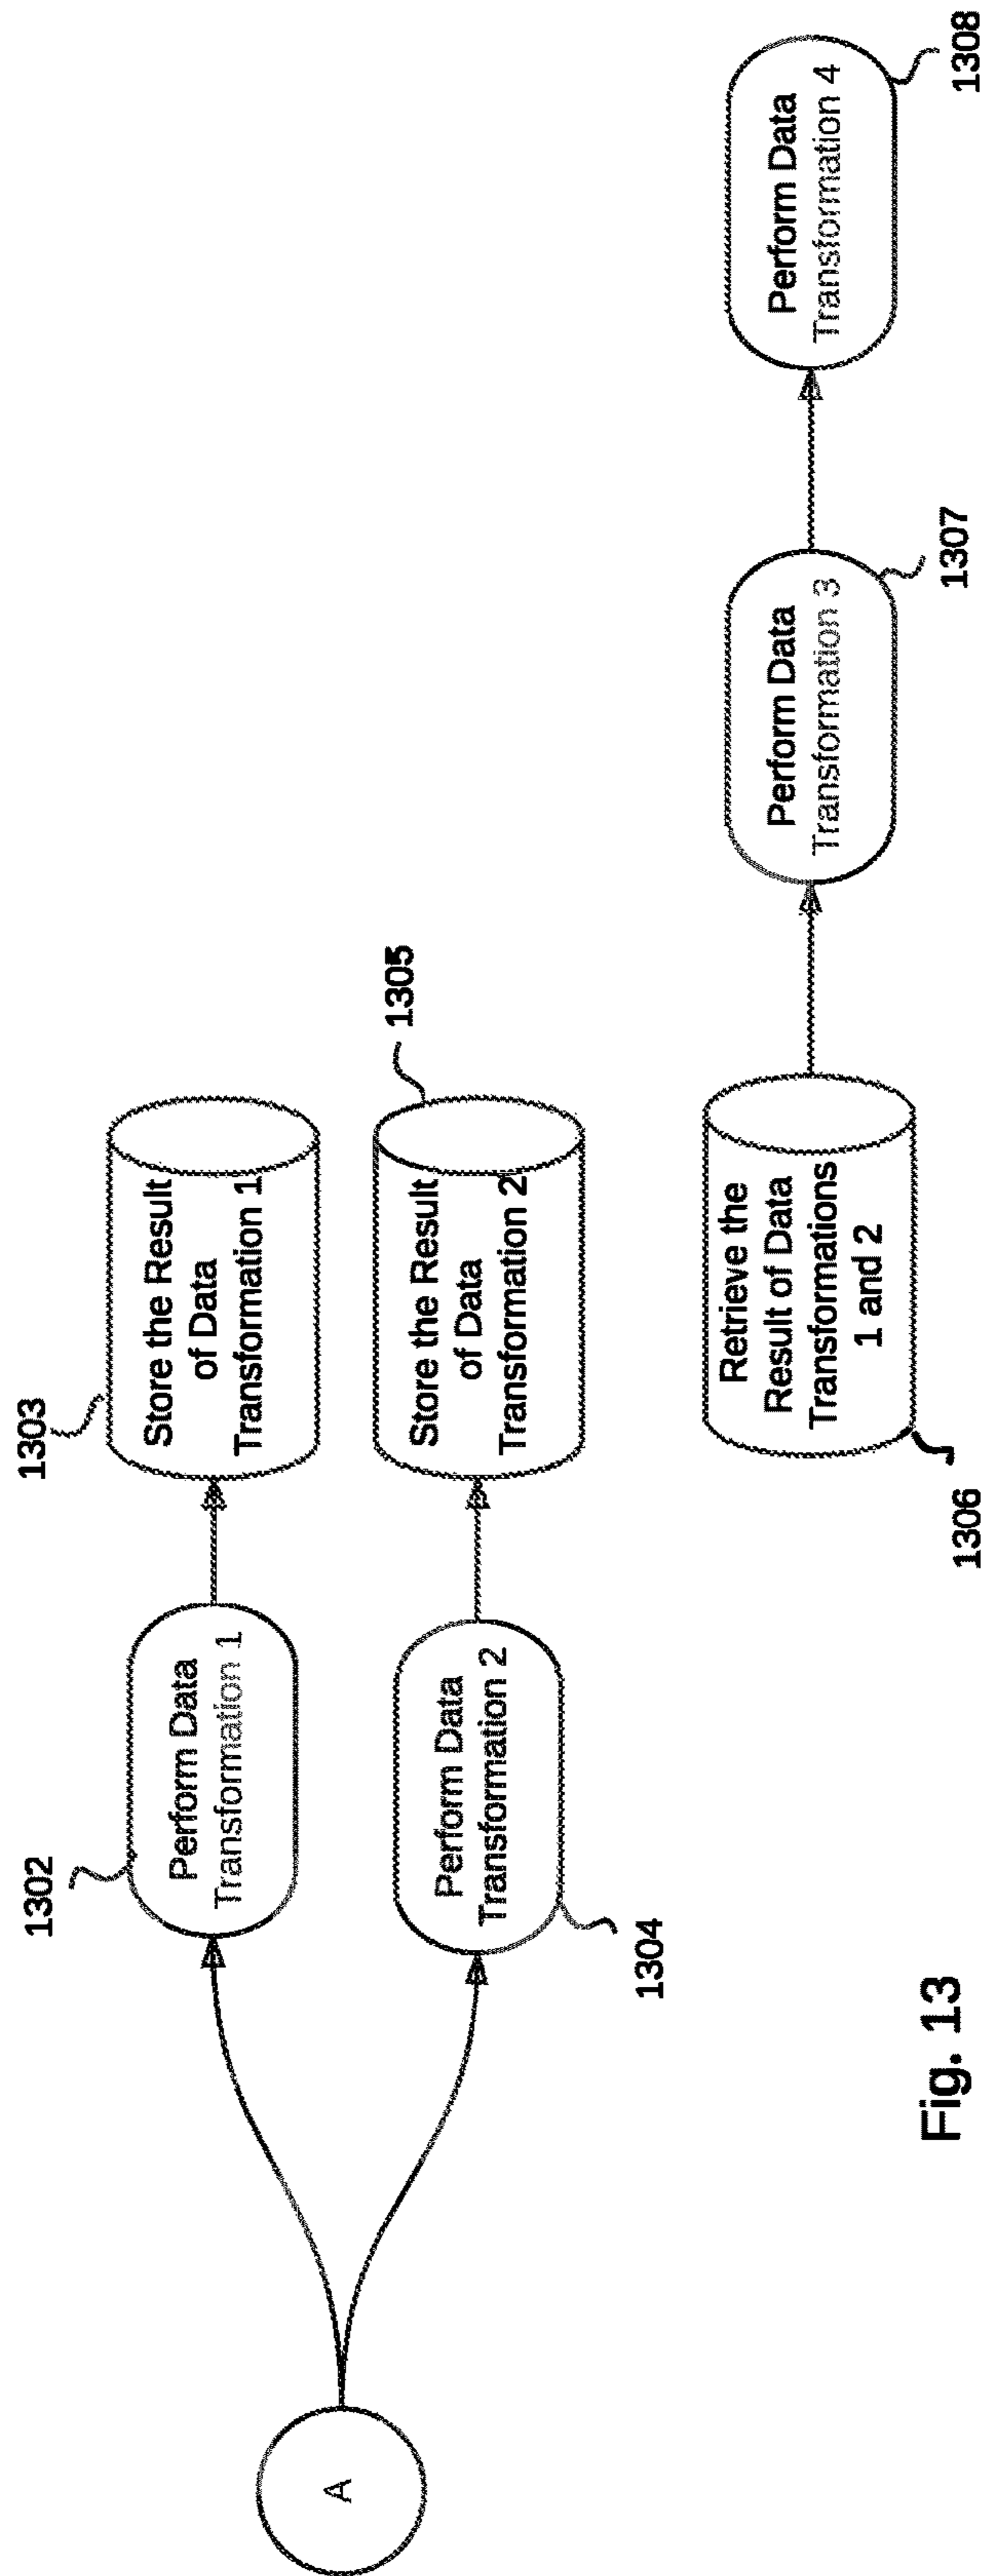 1303
Store the Result
of Data
Transformation 1
1302
Perform Data
Transformation 1
A
1305
Store the Result
of Data
Transformation 2
Perform Data
Transformation 2
1304
Retrieve the
Result of Data
Transformations
1 and 2
1306
Perform Data
Transformation 3
1307
Perform Data
Transformation 4
1308
Fig. 13